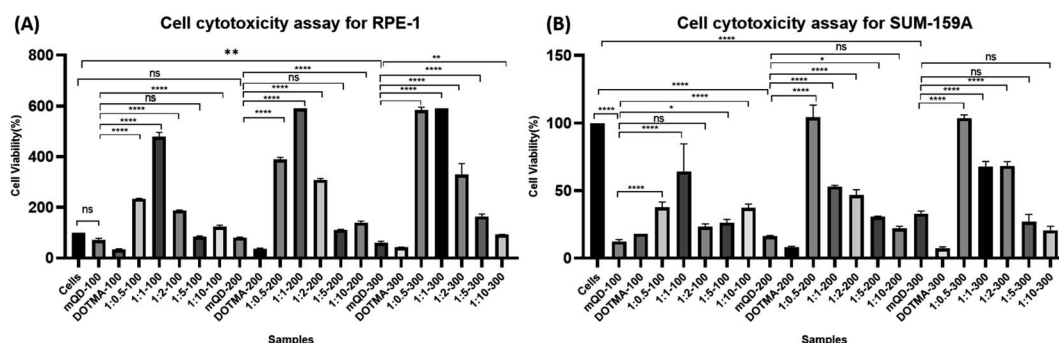 (A)
Cell cytotoxicity assay for RPE-1
Cell Viability(%)
800
600
400
200
0
**
**
ns
****
****
****
ns
****
ns
****
****
****
****
****
****
****
****
ns
Cells
mQD-100
DOTMA-100
1:0.5-100
1:1-100
1:2-100
1:5-100
1:10-100
mQD-200
DOTMA-200
1:0.5-200
1:1-200
1:2-200
1:5-200
1:10-200
mQD-300
DOTMA-300
1:0.5-300
1:1-300
1:2-300
1:5-300
1:10-300
Samples
(B)
Cell cytotoxicity assay for SUM-159A
Cell Viability(%)
150
100
50
0
****
ns
ns
*
ns
****
****
****
****
****
****
****
****
*
ns
****
****
Cells
mQD-100
DOTMA-100
1:0.5-100
1:1-100
1:2-100
1:5-100
1:10-100
mQD-200
DOTMA-200
1:0.5-200
1:1-200
1:2-200
1:5-200
1:10-200
mQD-300
DOTMA-300
1:0.5-300
1:1-300
1:2-300
1:5-300
1:10-300
Samples